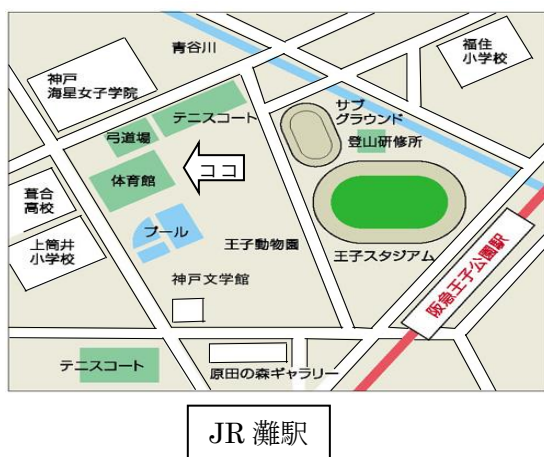 青谷川
福住
小学校
神戸
海星女子学院
テニスコート
サブ
グラウンド
弓道場
登山研修所
体育館
ココ
葺合
高校
プール
上筒井
小学校
王子動物園
王子スタジアム
阪急王子公園駅
神戸文学館
テニスコート
原田の森ギャラリー
JR 灘駅